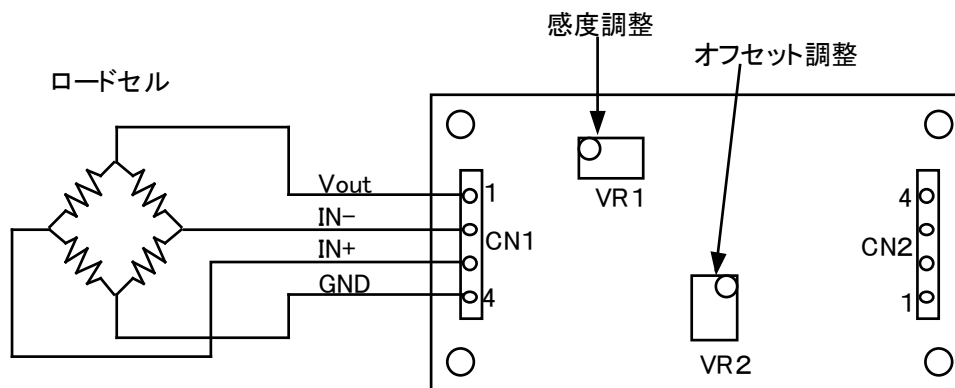 感度調整
オフセット調整
ロードセル
Vout
1
VR1
4
IN−
CN1
CN2
IN+
GND
4
1
VR2